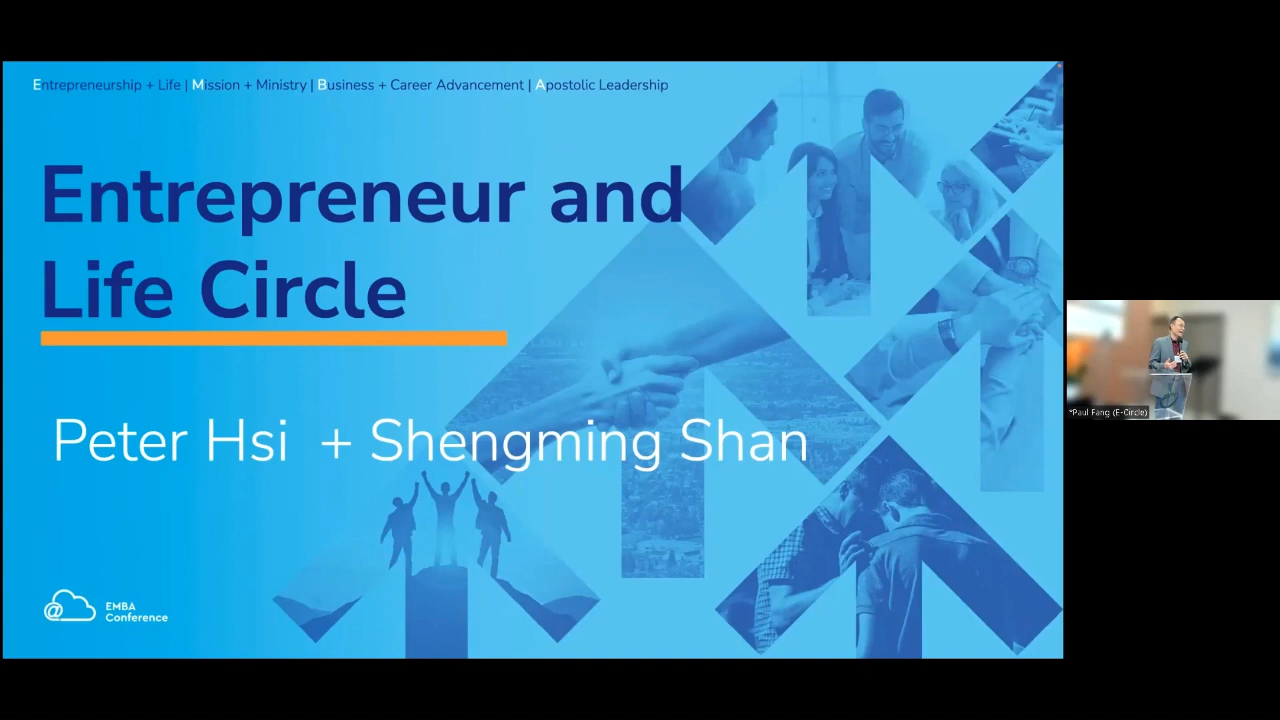 Entrepreneurship + Life | Mission + Ministry | Business + Career Advancement | Apostolic Leadership
Entrepreneur and
Life Circle
Peter Hsi + Shengming Shan
@
EMBA
Conference
*Paul Fang (E-Circle)